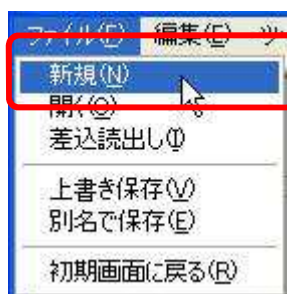 ファイル(F) 編集(E) ツ
新規(N)
開く(O)
差込読出し(I)
上書き保存(V)
別名で保存(E)
初期画面に戻る(R)